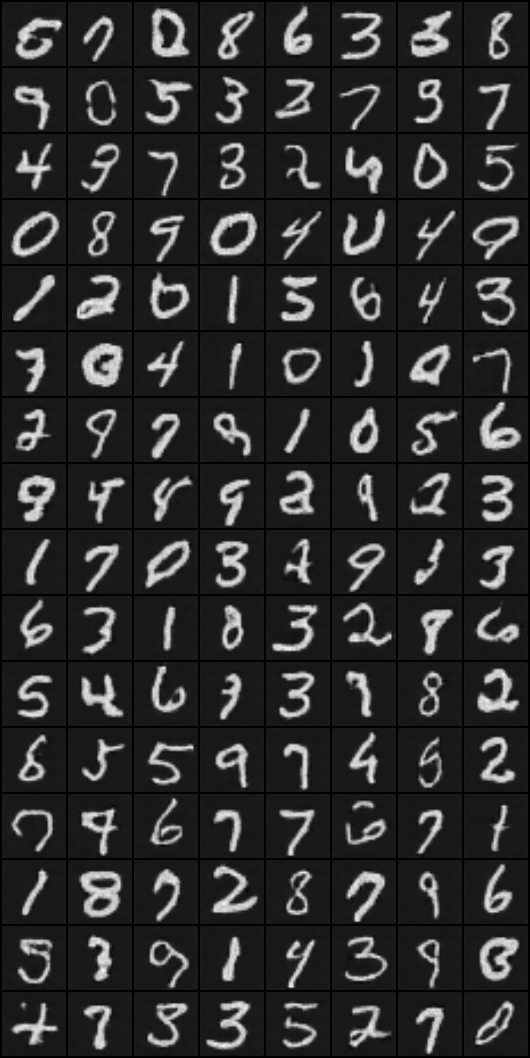 5 7 0 8 6 3 3 8
9 0 5 3 3 7 9 7
4 9 7 8 2 4 0 5
0 8 9 0 4 0 4 9
1 2 0 1 5 6 4 3
7 0 4 1 0 1 0 7
2 9 7 9 1 0 5 6
9 4 8 9 2 9 2 3
1 7 0 3 9 3
6 3 1 8 3 2 8 6
5 4 6 3 3 9 8 2
8 5 5 9 7 4 6 2
7 4 6 7 7 6 7 1
1 8 7 2 8 7 9 6
5 3 9 1 4 3 9
4 7 3 3 5 2 7 0